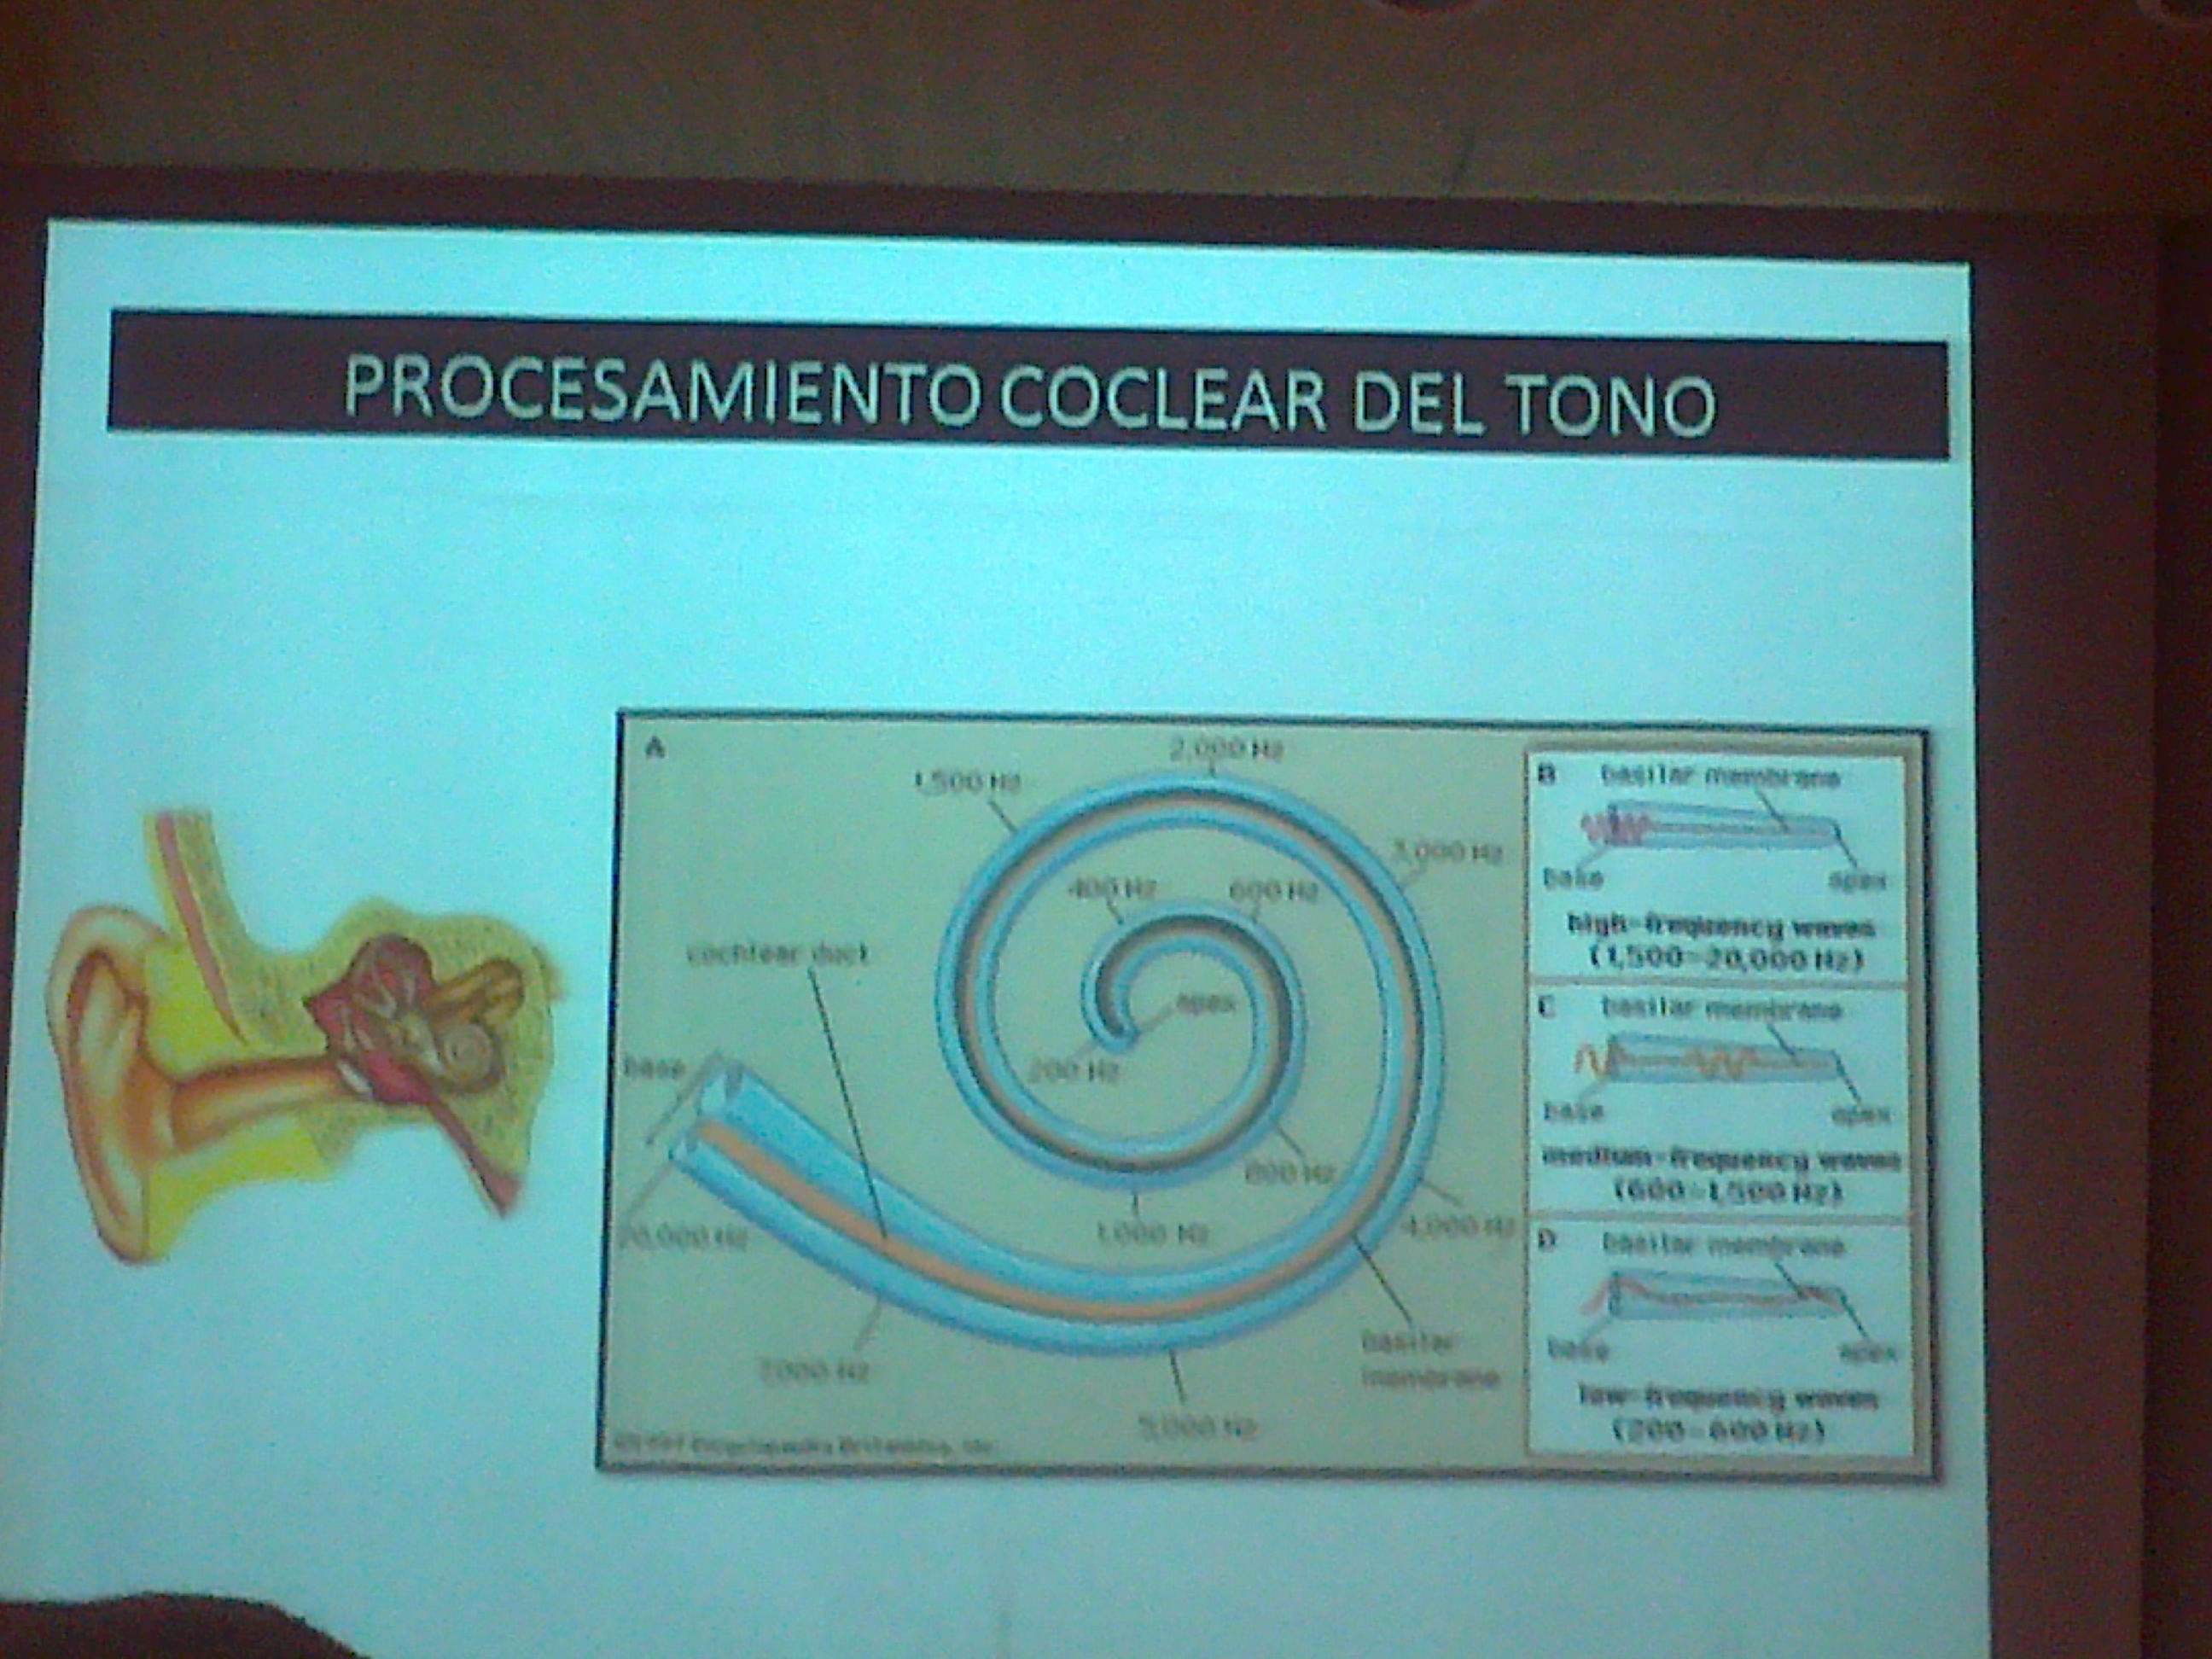 PROCESAMIENTO COCLEAR DEL TONO
A
2,000 Hz
1,500 Hz
3,000 Hz
400 Hz
600 Hz
cochlear duct
apex
base
200 Hz
800 Hz
20,000 Hz
1,000 Hz
4,000 Hz
7,000 Hz
basilar
membrane
5,000 Hz
Encyclopædia Britannica, Inc.
B
basilar membrane
base
apex
high-frequency waves
(1,500–20,000 Hz)
C
basilar membrane
base
apex
medium-frequency waves
(600–1,500 Hz)
D
basilar membrane
base
apex
low-frequency waves
(200–600 Hz)